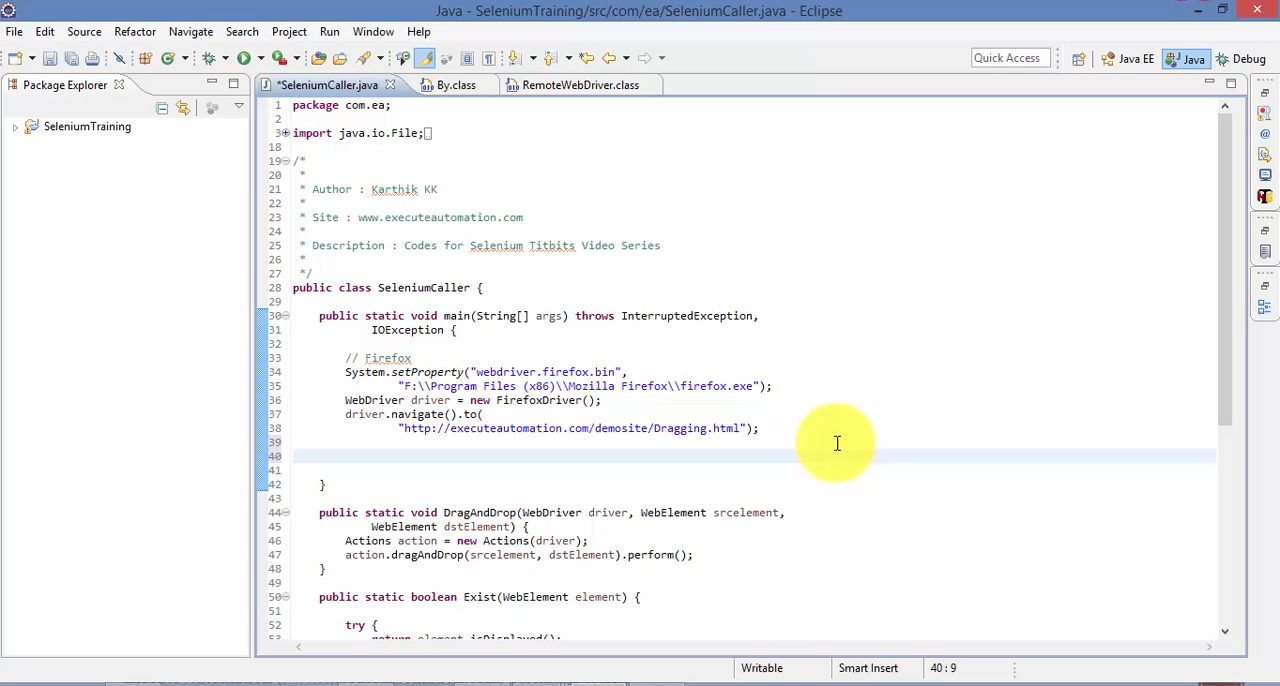 Java - SeleniumTraining/src/com/ea/SeleniumCaller.java - Eclipse
File Edit Source Refactor Navigate Search Project Run Window Help
Quick Access Java EE Java Debug
Package Explorer *SeleniumCaller.java By.class RemoteWebDriver.class
SeleniumTraining
1 package com.ea;
2
3 import java.io.File;
18
19 /*
20 *
21 * Author : Karthik KK
22 *
23 * Site : www.executeautomation.com
24 *
25 * Description : Codes for Selenium Titbits Video Series
26 *
27 */
28 public class SeleniumCaller {
29
30 public static void main(String[] args) throws InterruptedException,
31 IOException {
32
33 // Firefox
34 System.setProperty("webdriver.firefox.bin",
35 "F:\\Program Files (x86)\\Mozilla Firefox\\firefox.exe");
36 WebDriver driver = new FirefoxDriver();
37 driver.navigate().to(
38 "http://executeautomation.com/demosite/Dragging.html");
39
40
41
42 }
43
44 public static void DragAndDrop(WebDriver driver, WebElement srcelement,
45 WebElement dstElement) {
46 Actions action = new Actions(driver);
47 action.dragAndDrop(srcelement, dstElement).perform();
48 }
49
50 public static boolean Exist(WebElement element) {
51
52 try {
53 return element.isDisplayed();
Writable Smart Insert 40 : 9